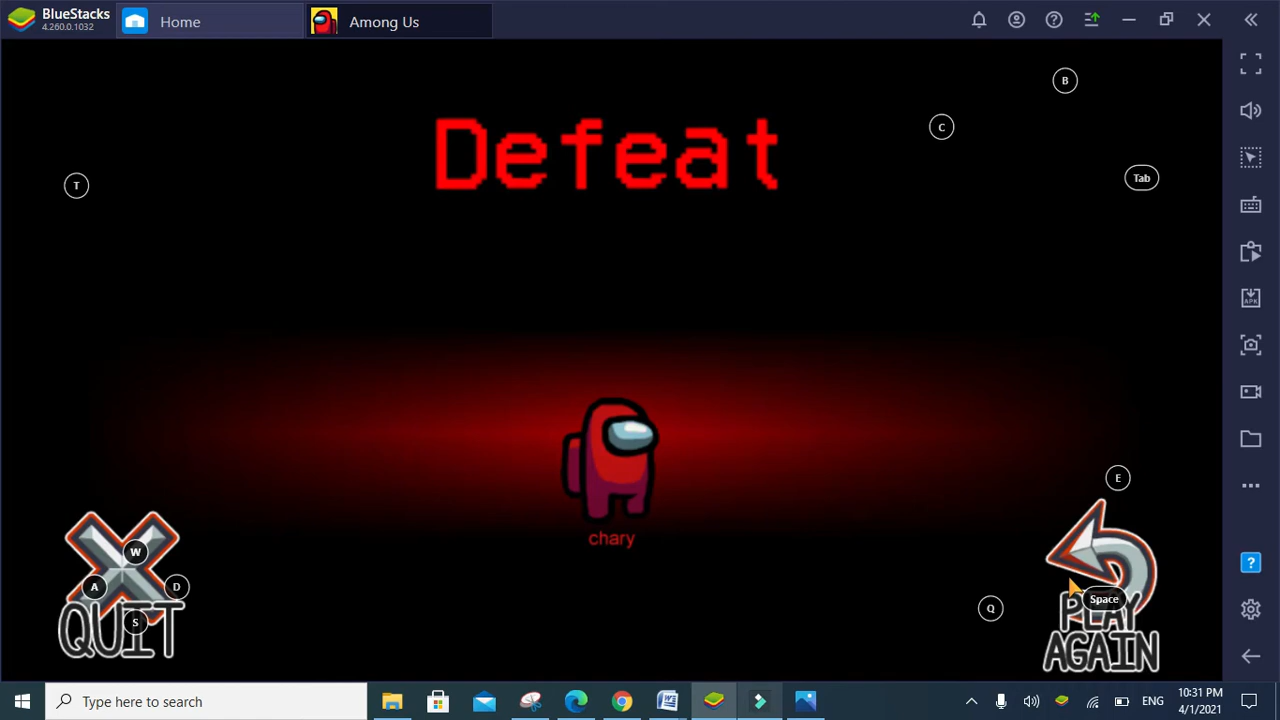 BlueStacks
4.260.0.1032
Home
Among Us
Defeat
B
C
T
Tab
chary
E
W
A
D
S
QUIT
Q
Space
PLAY
AGAIN
Type here to search
ENG
10:31 PM
4/1/2021